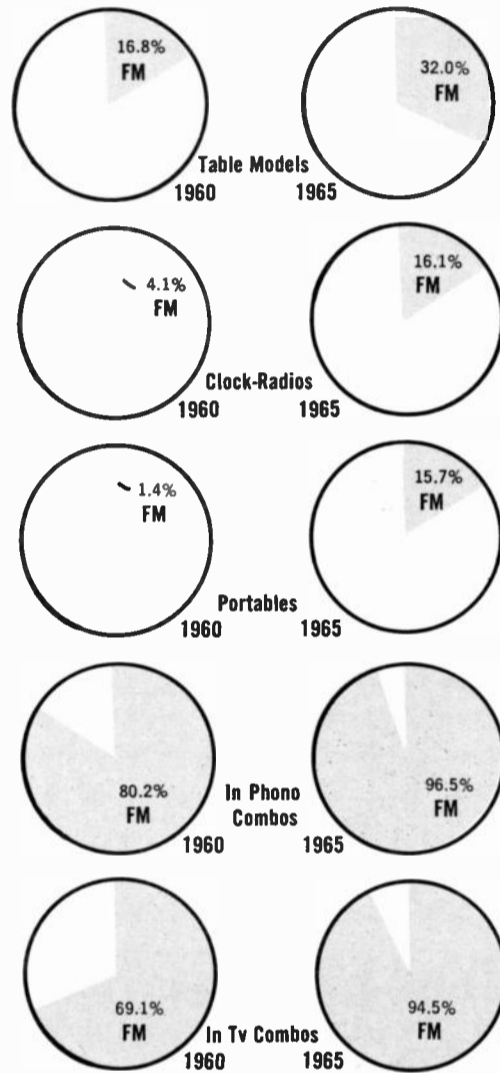 16.8%
FM
32.0%
FM
Table Models
1960
1965
4.1%
FM
16.1%
FM
Clock-Radios
1960
1965
1.4%
FM
15.7%
FM
Portables
1960
1965
80.2%
FM
96.5%
FM
In Phono
Combos
1960
1965
69.1%
FM
94.5%
FM
In Tv Combos
1960
1965